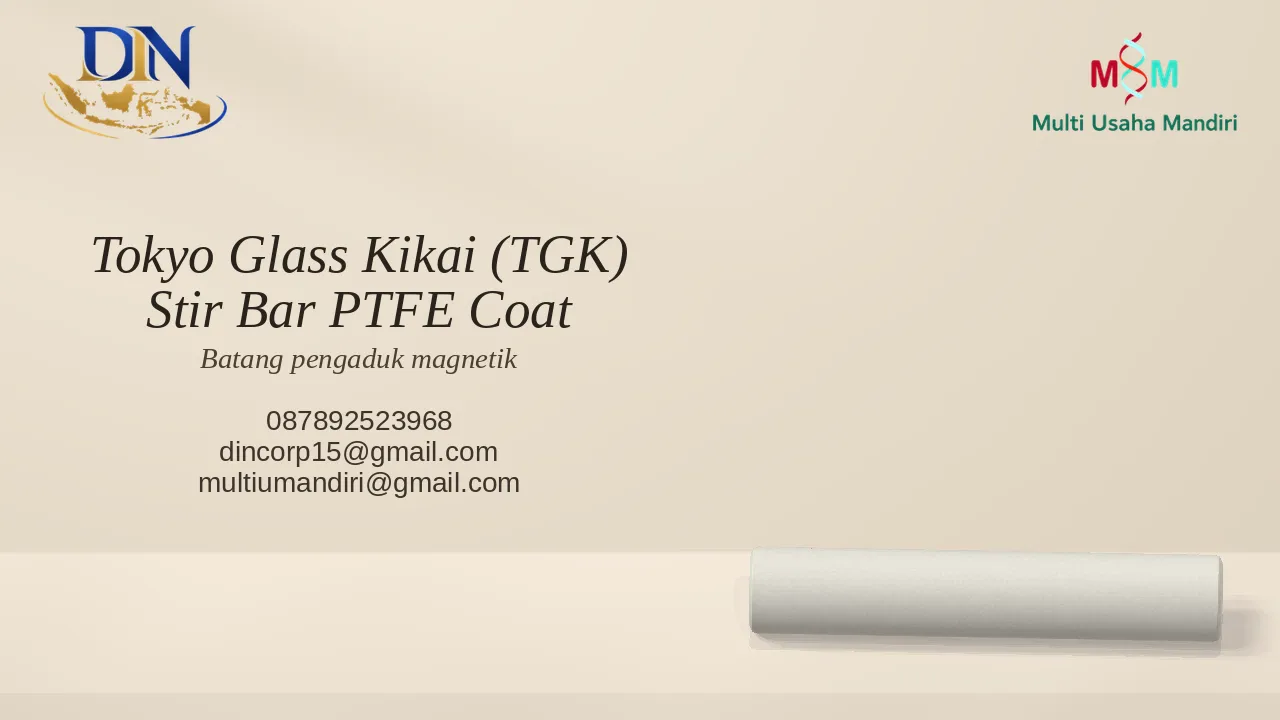 DN
M M
Multi Usaha Mandiri
Tokyo Glass Kikai (TGK)
Stir Bar PTFE Coat
Batang pengaduk magnetik
087892523968
dincorp15@gmail.com
multiumandiri@gmail.com